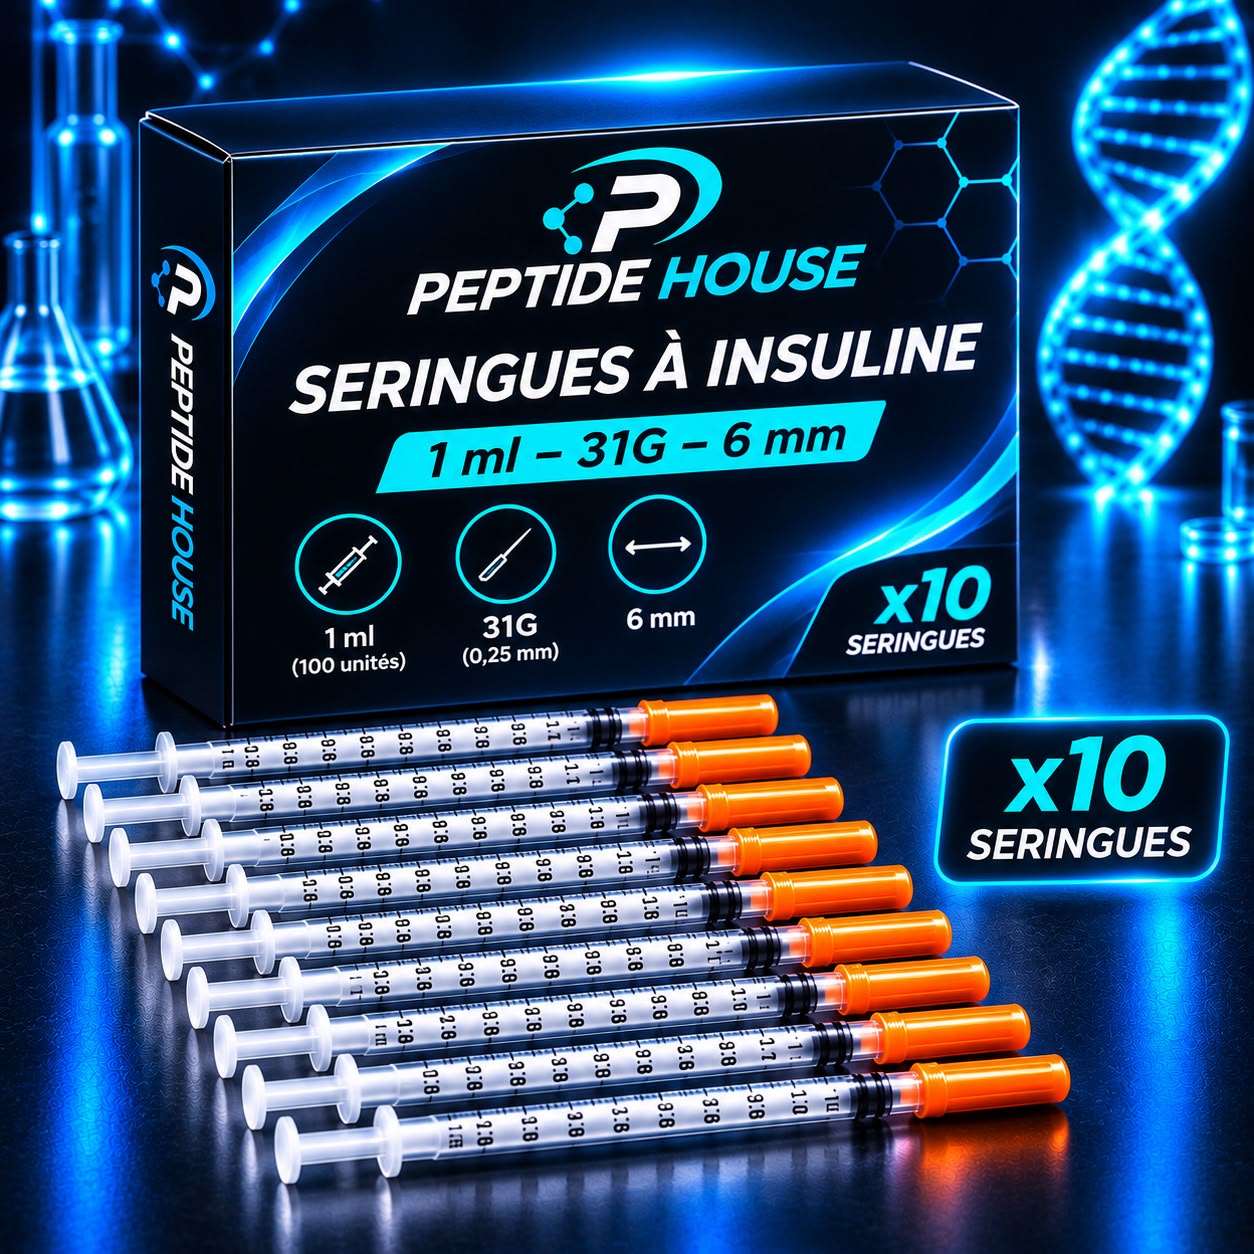 PEPTIDE HOUSE
PEPTIDE HOUSE
SERINGUES À INSULINE
1 ml – 31G – 6 mm
1 ml
(100 unités)
31G
(0,25 mm)
6 mm
x10
SERINGUES
x10
SERINGUES